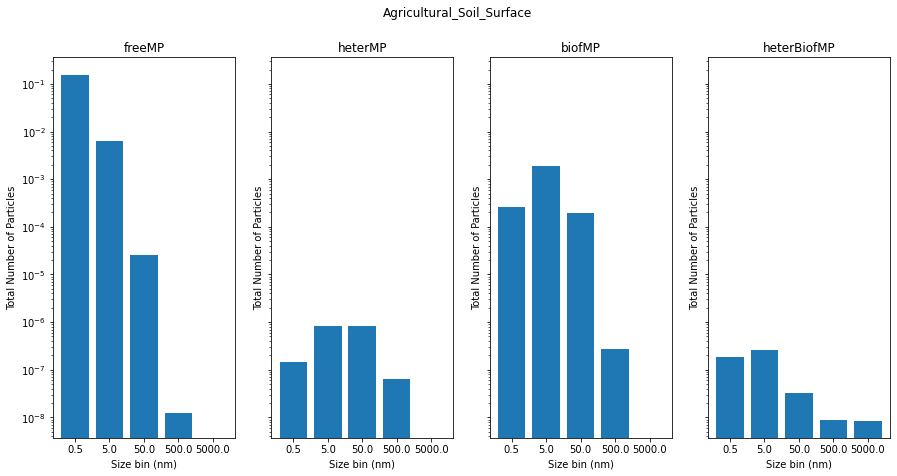 Agricultural_Soil_Surface
freeMP
heterMP
biofMP
heterBiofMP
Total Number of Particles
10⁻¹
10⁻²
10⁻³
10⁻⁴
10⁻⁵
10⁻⁶
10⁻⁷
10⁻⁸
Total Number of Particles
Total Number of Particles
Total Number of Particles
0.5 5.0 50.0 500.0 5000.0
0.5 5.0 50.0 500.0 5000.0
0.5 5.0 50.0 500.0 5000.0
0.5 5.0 50.0 500.0 5000.0
Size bin (nm)
Size bin (nm)
Size bin (nm)
Size bin (nm)